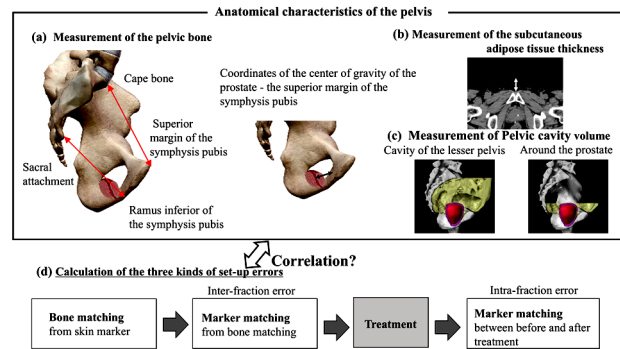 Anatomical characteristics of the pelvis
(a) Measurement of the pelvic bone
Cape bone
Superior
margin of the
symphysis pubis
Sacral
attachment
Ramus inferior of
the symphysis pubis
Coordinates of the center of gravity of the
prostate - the superior margin of the
symphysis pubis
(b) Measurement of the subcutaneous
adipose tissue thickness
(c) Measurement of Pelvic cavity volume
Cavity of the lesser pelvis
Around the prostate
Correlation?
(d) Calculation of the three kinds of set-up errors
Bone matching
from skin marker
Inter-fraction error
Marker matching
from bone matching
Treatment
Intra-fraction error
Marker matching
between before and after
treatment